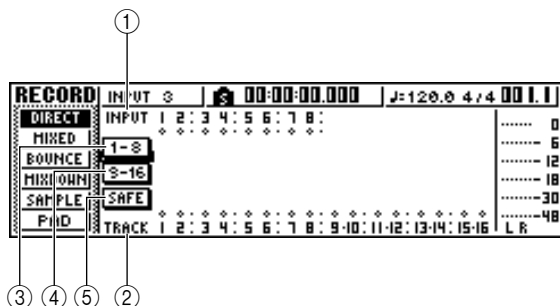 ①
RECORD INPUT 8 S 00:00:00.000 ♩=120.0 4/4 001.1
DIRECT INPUT 1 2 3 4 5 6 7 8
MIXED
BOUNCE 1-8
MIXDOWN 9-16
SAMPLE SAFE
PAD TRACK 1 2 3 4 5 6 7 8 9·10 11·12 13·14 15·16 L R
0
6
12
18
30
48
③ ④ ⑤ ②